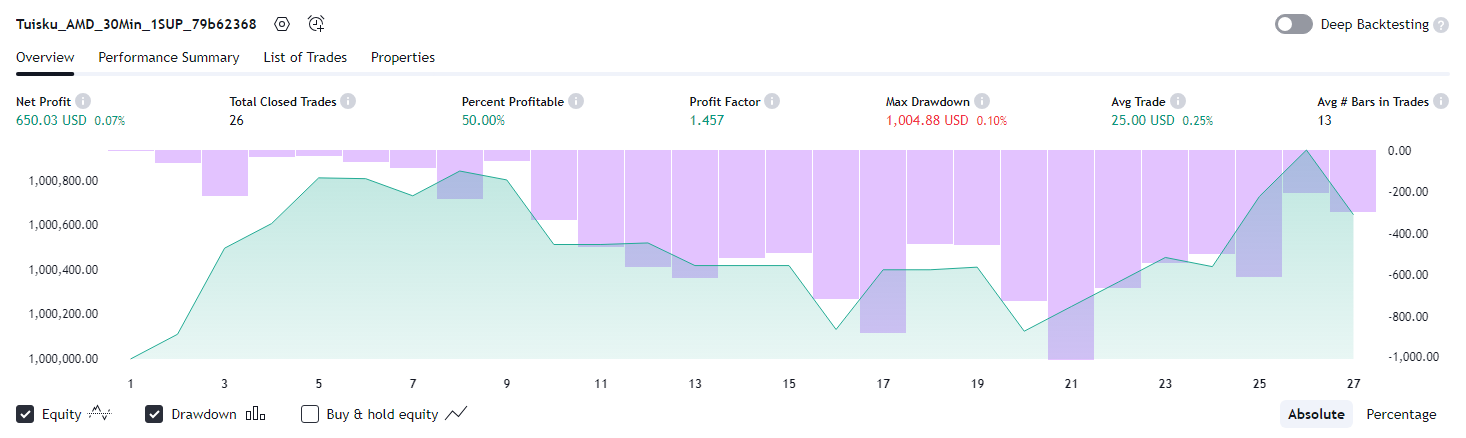 Tuisku_AMD_30Min_1SUP_79b62368 Deep Backtesting ?
Overview Performance Summary List of Trades Properties
Net Profit Total Closed Trades Percent Profitable Profit Factor Max Drawdown Avg Trade Avg # Bars in Trades
650.03 USD 0.07% 26 50.00% 1.457 1,004.88 USD 0.10% 25.00 USD 0.25% 13
0.00
1,000,800.00 -200.00
1,000,600.00 -400.00
1,000,400.00 -600.00
1,000,200.00 -800.00
1,000,000.00 -1,000.00
1 3 5 7 9 11 13 15 17 19 21 23 25 27
Equity Drawdown Buy & hold equity Absolute Percentage